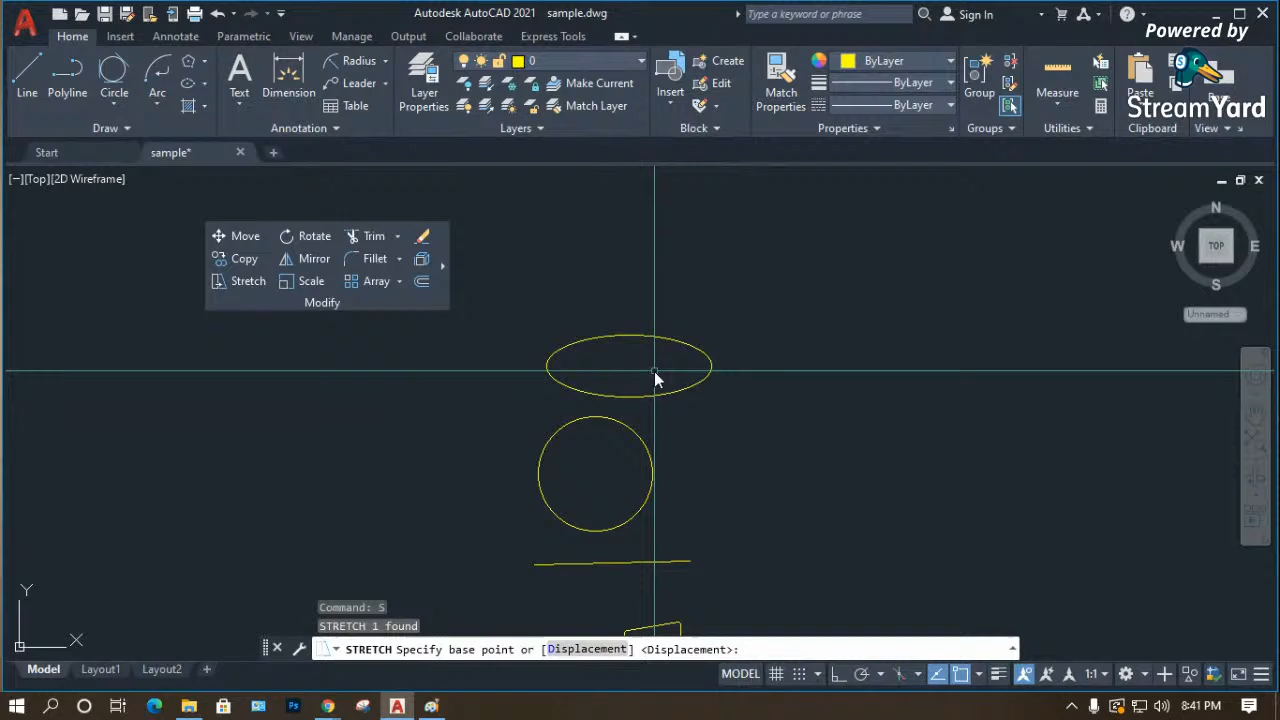 Autodesk AutoCAD 2021 sample.dwg
Type a keyword or phrase
Sign In
Powered by
StreamYard
Home Insert Annotate Parametric View Manage Output Collaborate Express Tools
Line Polyline Circle Arc
Draw
Text Dimension
Radius
Leader
Table
Annotation
Layer
Properties
0
Make Current
Match Layer
Layers
Insert
Create
Edit
Block
Match
Properties
ByLayer
ByLayer
ByLayer
Properties
Group
Groups
Measure
Utilities
Paste
Clipboard
Base
View
Start sample*
[−][Top][2D Wireframe]
Move Rotate Trim
Copy Mirror Fillet
Stretch Scale Array
Modify
N
W TOP E
S
Unnamed
Y
X
Command: S
STRETCH 1 found
STRETCH Specify base point or [Displacement] <Displacement>:
Model Layout1 Layout2 +
MODEL
1:1
8:41 PM